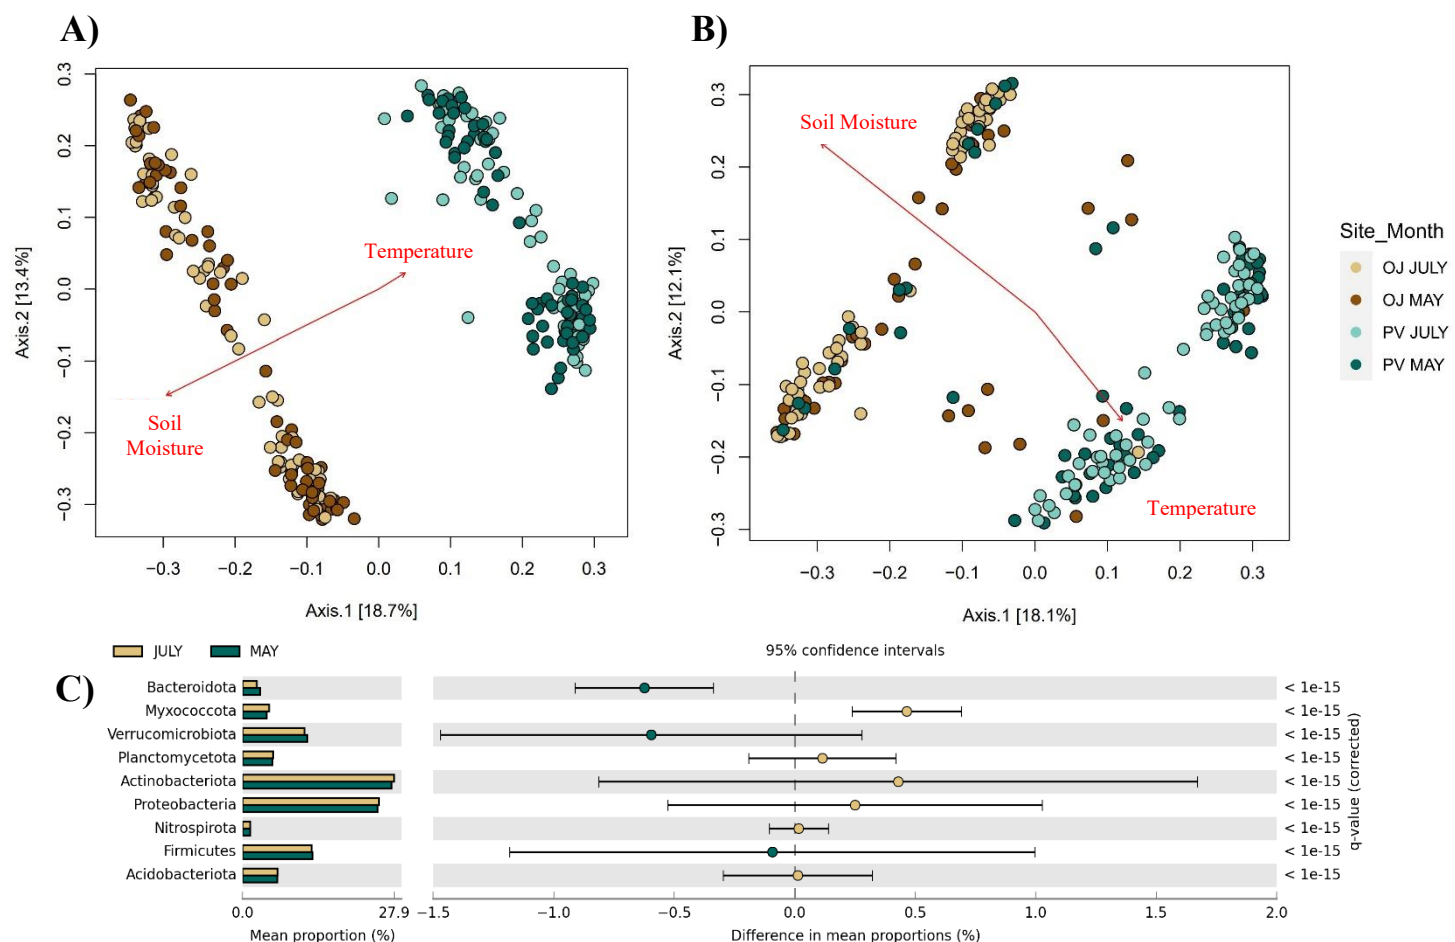 A)
B)
0.3
0.2
0.1
0.0
−0.1
−0.2
−0.3
Axis.2 [13.4%]
Temperature
Soil
Moisture
−0.3
−0.2
−0.1
0.0
0.1
0.2
0.3
Axis.1 [18.7%]
0.3
0.2
0.1
0.0
−0.1
−0.2
−0.3
Axis.2 [12.1%]
Soil Moisture
Temperature
−0.3
−0.2
−0.1
0.0
0.1
0.2
0.3
Axis.1 [18.1%]
Site_Month
OJ JULY
OJ MAY
PV JULY
PV MAY
C)
JULY
MAY
95% confidence intervals
Bacteroidota
< 1e-15
Myxococcota
< 1e-15
Verrucomicrobiota
< 1e-15
Planctomycetota
< 1e-15
Actinobacteriota
< 1e-15
Proteobacteria
< 1e-15
Nitrospirota
< 1e-15
Firmicutes
< 1e-15
Acidobacteriota
< 1e-15
q-value (corrected)
0.0
27.9
Mean proportion (%)
−1.5
−1.0
−0.5
0.0
0.5
1.0
1.5
2.0
Difference in mean proportions (%)